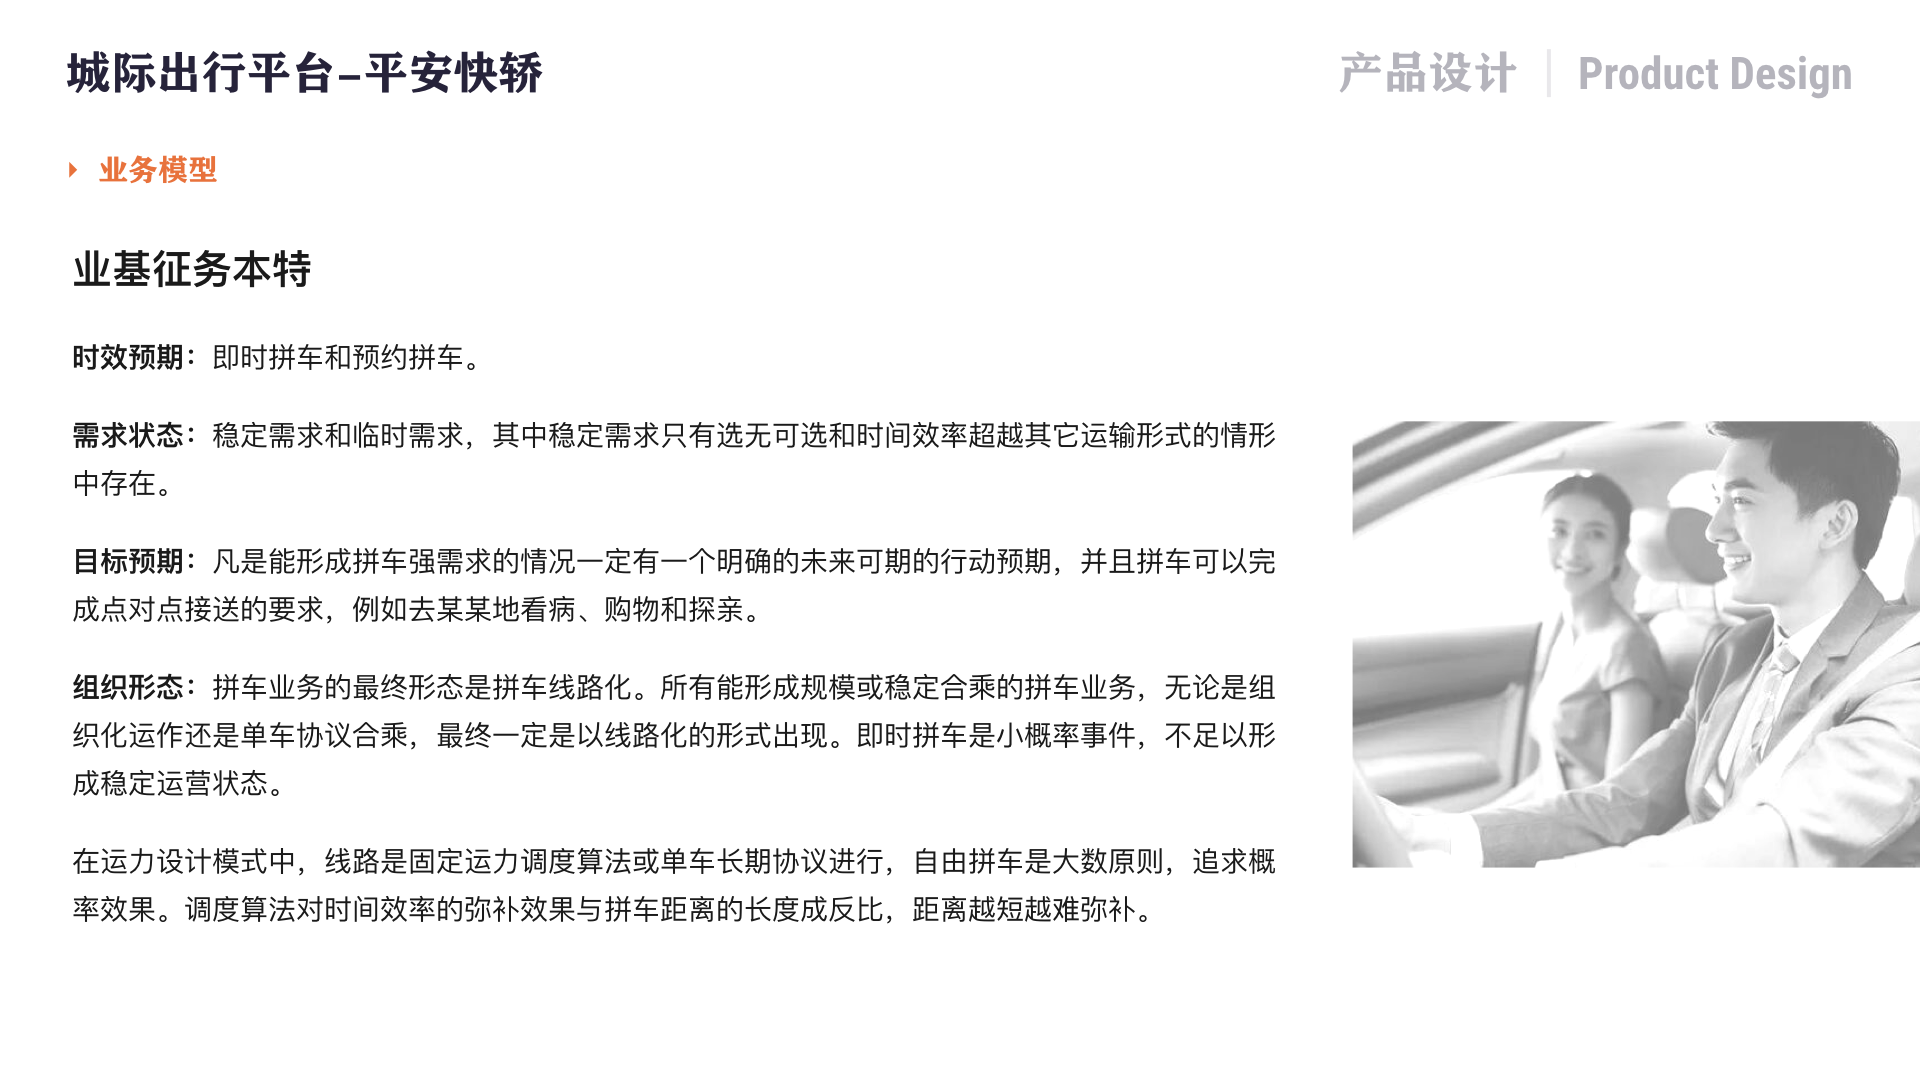 城际出行平台–平安快轿
产品设计 | Product Design
业务模型
业基征务本特
时效预期：即时拼车和预约拼车。
需求状态：稳定需求和临时需求，其中稳定需求只有选无可选和时间效率超越其它运输形式的情形
中存在。
目标预期：凡是能形成拼车强需求的情况一定有一个明确的未来可期的行动预期，并且拼车可以完
成点对点接送的要求，例如去某某地看病、购物和探亲。
组织形态：拼车业务的最终形态是拼车线路化。所有能形成规模或稳定合乘的拼车业务，无论是组
织化运作还是单车协议合乘，最终一定是以线路化的形式出现。即时拼车是小概率事件，不足以形
成稳定运营状态。
在运力设计模式中，线路是固定运力调度算法或单车长期协议进行，自由拼车是大数原则，追求概
率效果。调度算法对时间效率的弥补效果与拼车距离的长度成反比，距离越短越难弥补。